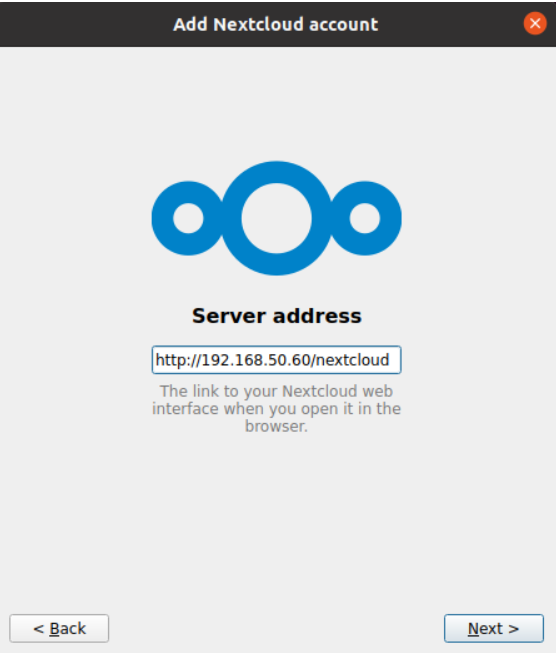 Add Nextcloud account
Server address
http://192.168.50.60/nextcloud
The link to your Nextcloud web
interface when you open it in the
browser.
< Back
Next >